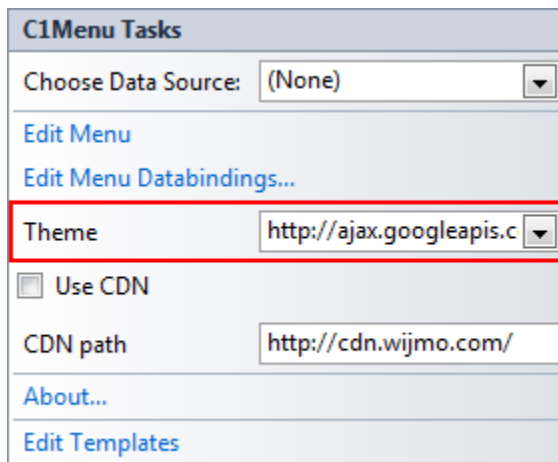 C1Menu Tasks
Choose Data Source: (None)
Edit Menu
Edit Menu Databindings...
Theme http://ajax.googleapis.c
Use CDN
CDN path http://cdn.wijmo.com/
About...
Edit Templates